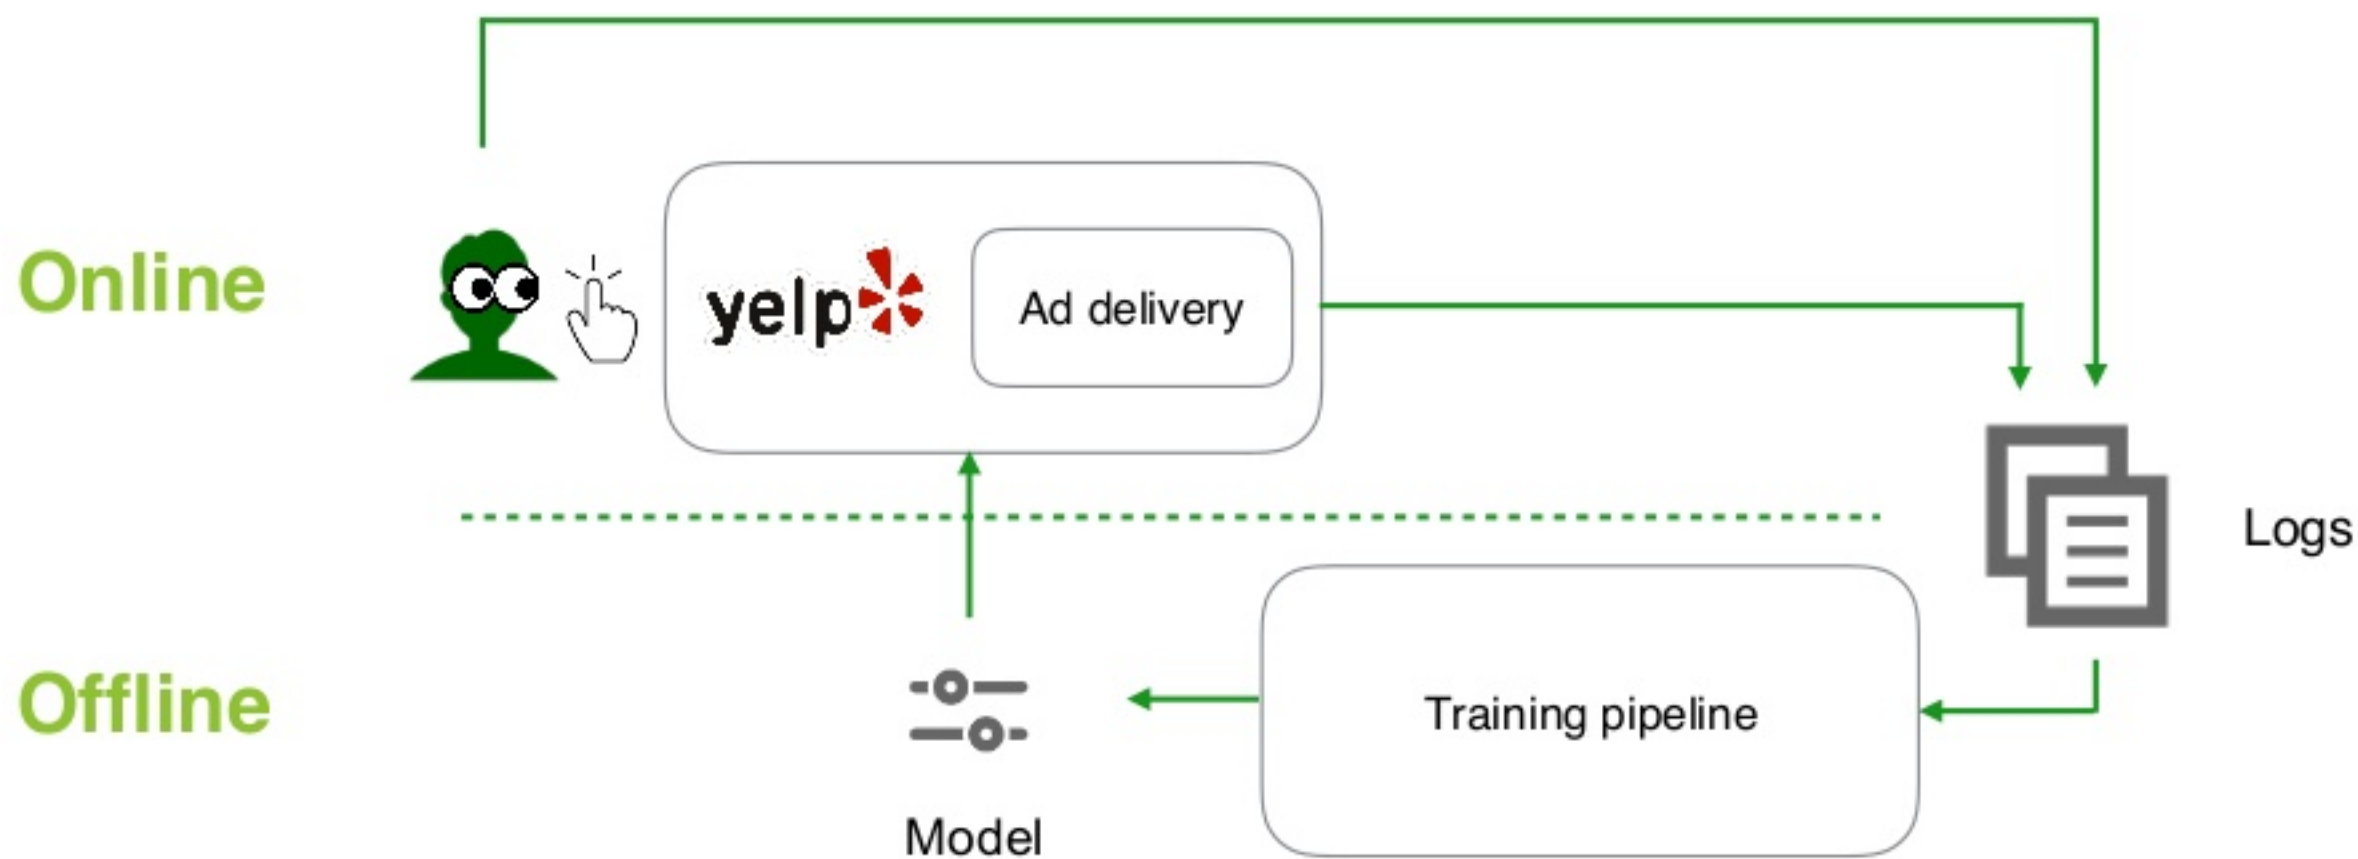 Online
yelp
Ad delivery
Logs
Offline
Training pipeline
Model